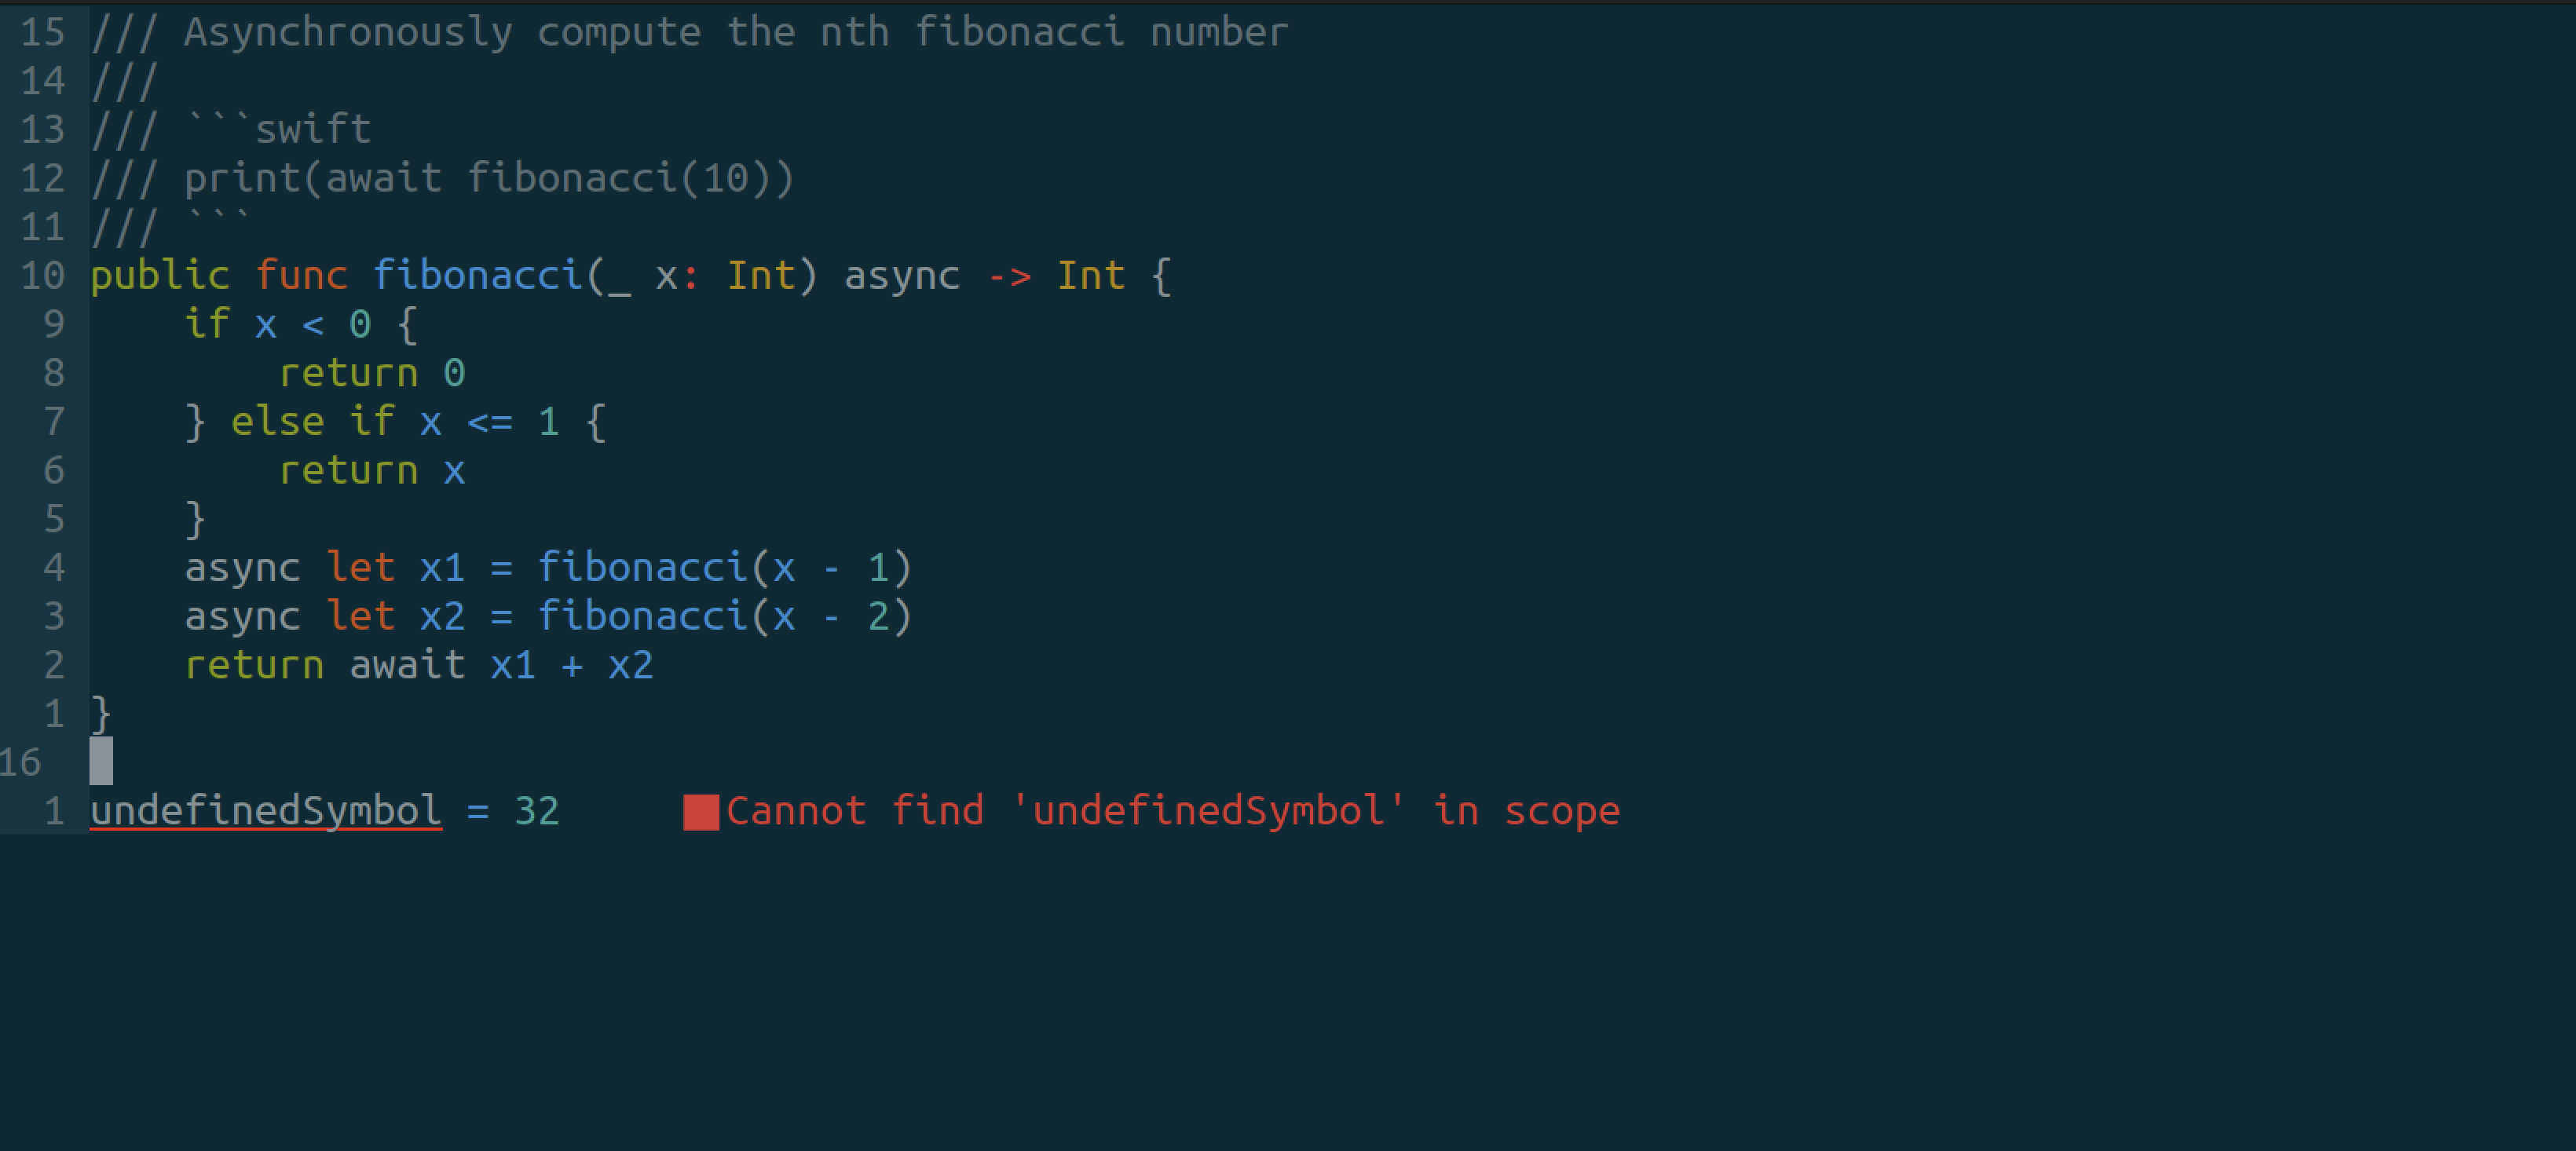 15 /// Asynchronously compute the nth fibonacci number
14 ///
13 /// ```swift
12 /// print(await fibonacci(10))
11 /// ```
10 public func fibonacci(_ x: Int) async -> Int {
9     if x < 0 {
8         return 0
7     } else if x <= 1 {
6         return x
5     }
4     async let x1 = fibonacci(x - 1)
3     async let x2 = fibonacci(x - 2)
2     return await x1 + x2
1 }
16
1 undefinedSymbol = 32     Cannot find 'undefinedSymbol' in scope